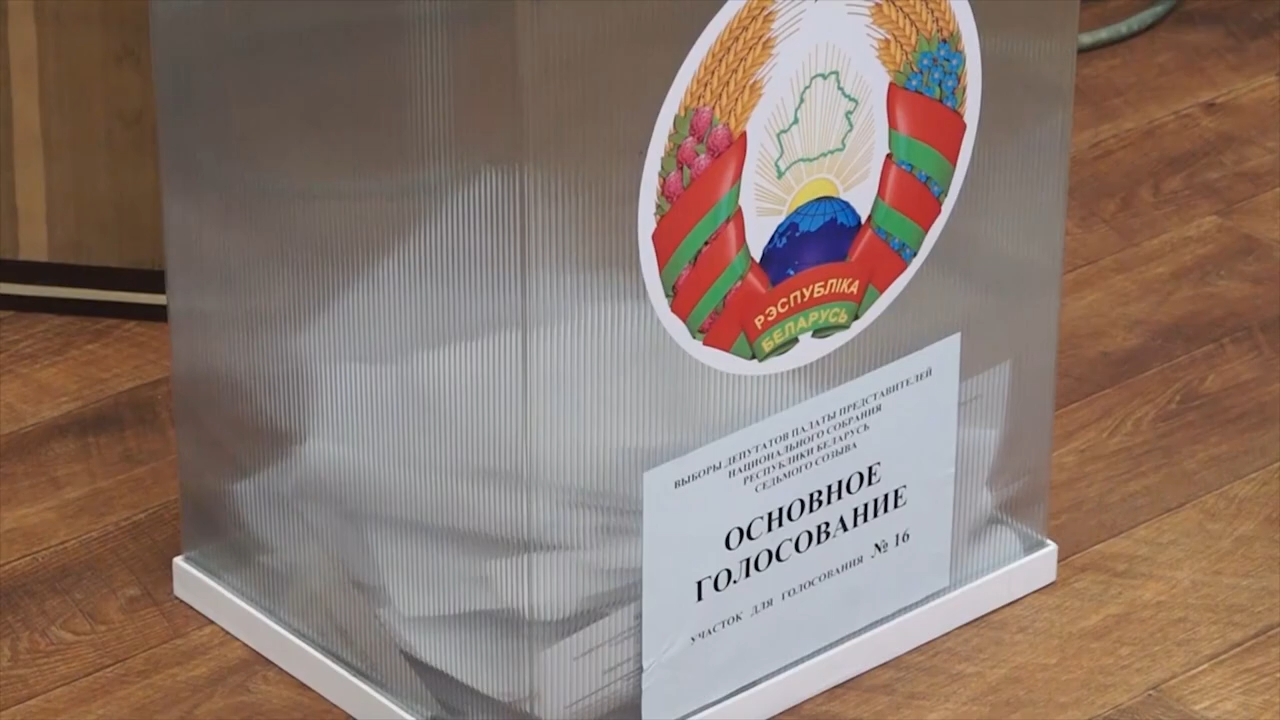 РЭСПУБЛІКА
БЕЛАРУСЬ
ВЫБОРЫ ДЕПУТАТОВ ПАЛАТЫ ПРЕДСТАВИТЕЛЕЙ
НАЦИОНАЛЬНОГО СОБРАНИЯ
РЕСПУБЛИКИ БЕЛАРУСЬ
СЕДЬМОГО СОЗЫВА
ОСНОВНОЕ
ГОЛОСОВАНИЕ
УЧАСТОК ДЛЯ ГОЛОСОВАНИЯ № 16